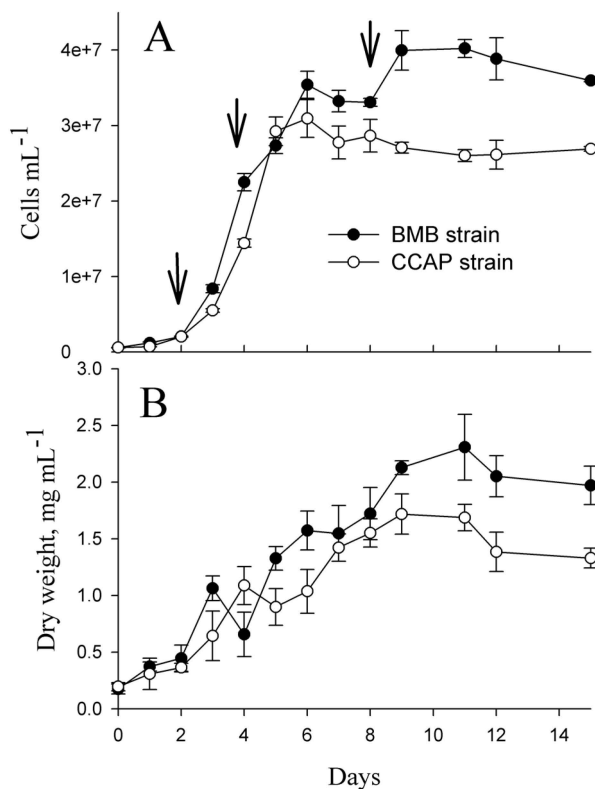 A
4e+7
3e+7
2e+7
1e+7
0
Cells mL-1
BMB strain
CCAP strain
B
3.0
2.5
2.0
1.5
1.0
0.5
0.0
Dry weight, mg mL-1
0 2 4 6 8 10 12 14
Days